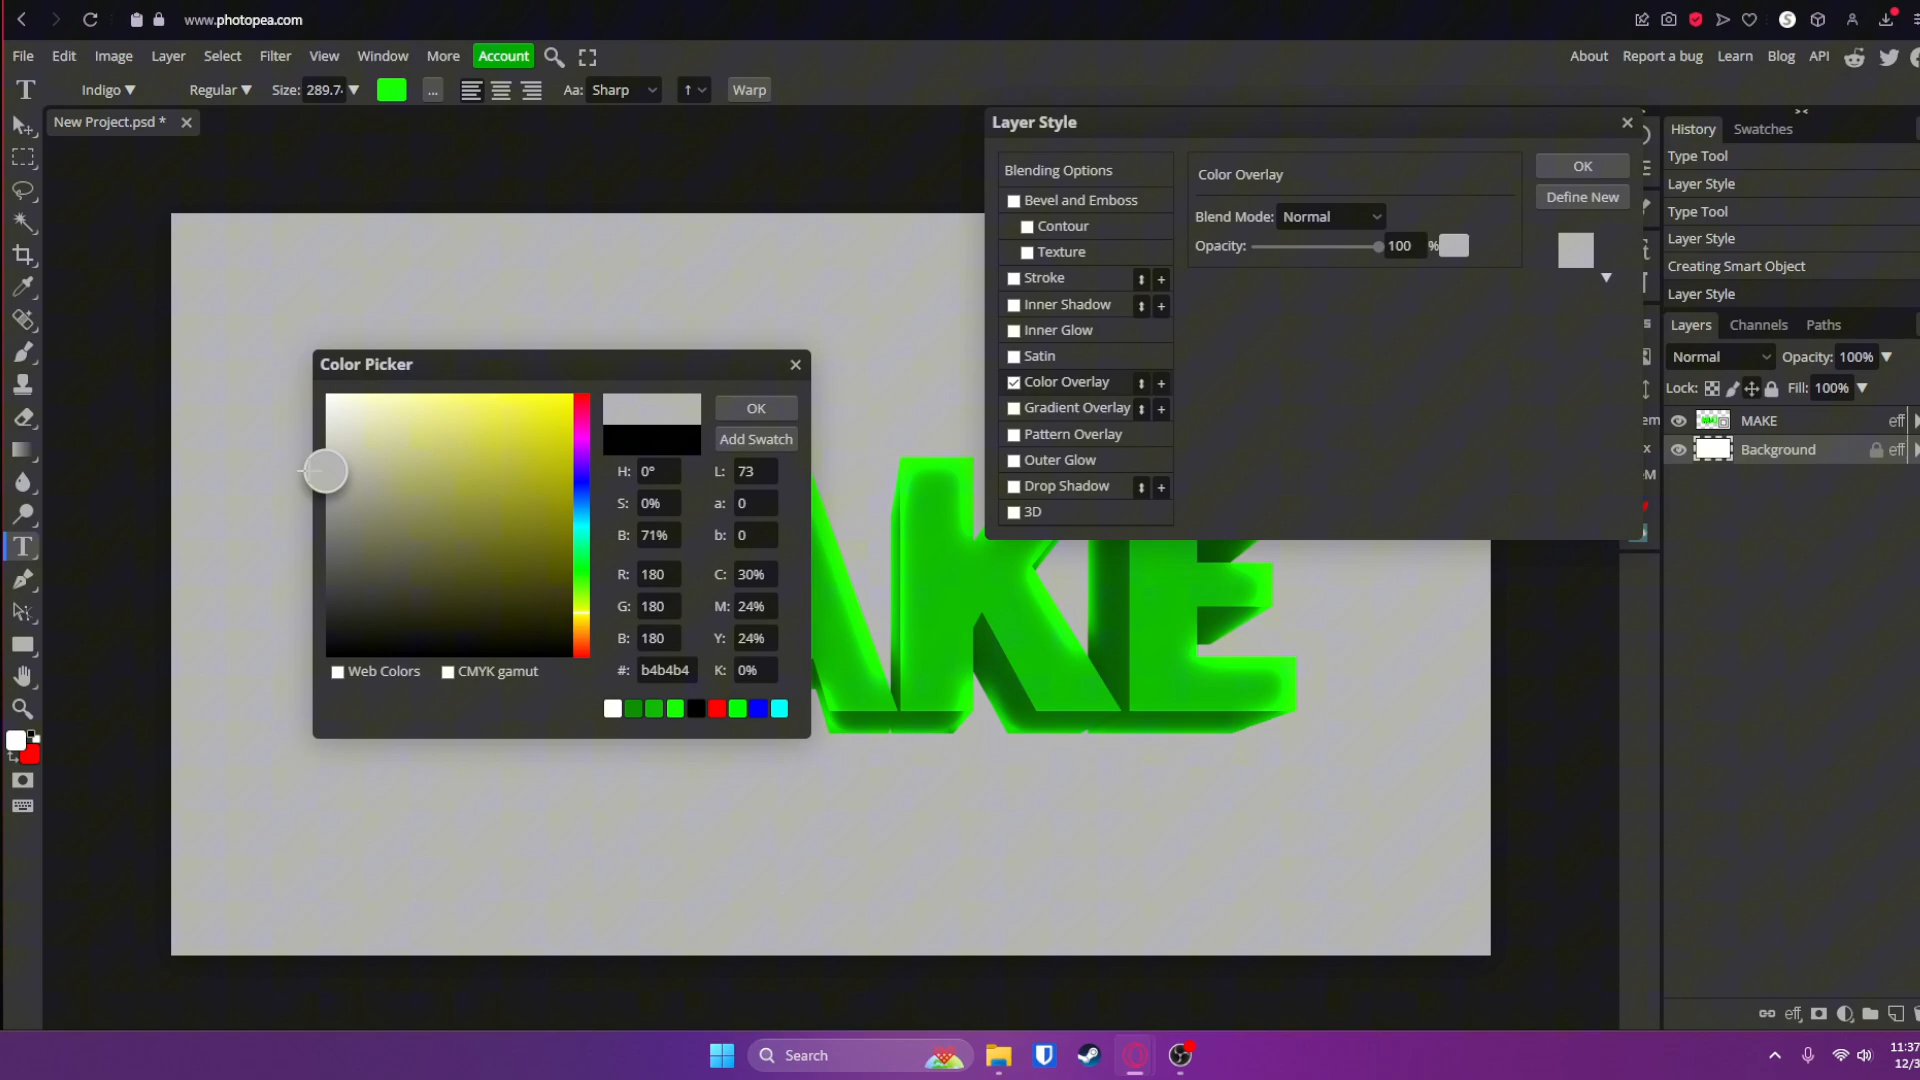 www.photopea.com
File Edit Image Layer Select Filter View Window More Account About Report a bug Learn Blog API
Indigo Regular Size: 289.7 ... Aa: Sharp Warp
New Project.psd *
Layer Style
Blending Options
Bevel and Emboss
Contour
Texture
Stroke
Inner Shadow
Inner Glow
Satin
Color Overlay
Gradient Overlay
Pattern Overlay
Outer Glow
Drop Shadow
3D
Color Overlay
Blend Mode: Normal
Opacity: 100 %
OK
Define New
History Swatches
Type Tool
Layer Style
Type Tool
Layer Style
Creating Smart Object
Layer Style
Layers Channels Paths
Normal Opacity: 100%
Lock: Fill: 100%
MAKE eff
Background eff
Color Picker
OK
Add Swatch
H: 0° L: 73
S: 0% a: 0
B: 71% b: 0
R: 180 C: 30%
G: 180 M: 24%
B: 180 Y: 24%
#: b4b4b4 K: 0%
Web Colors CMYK gamut
AKE
eff
Search
11:37
12/3